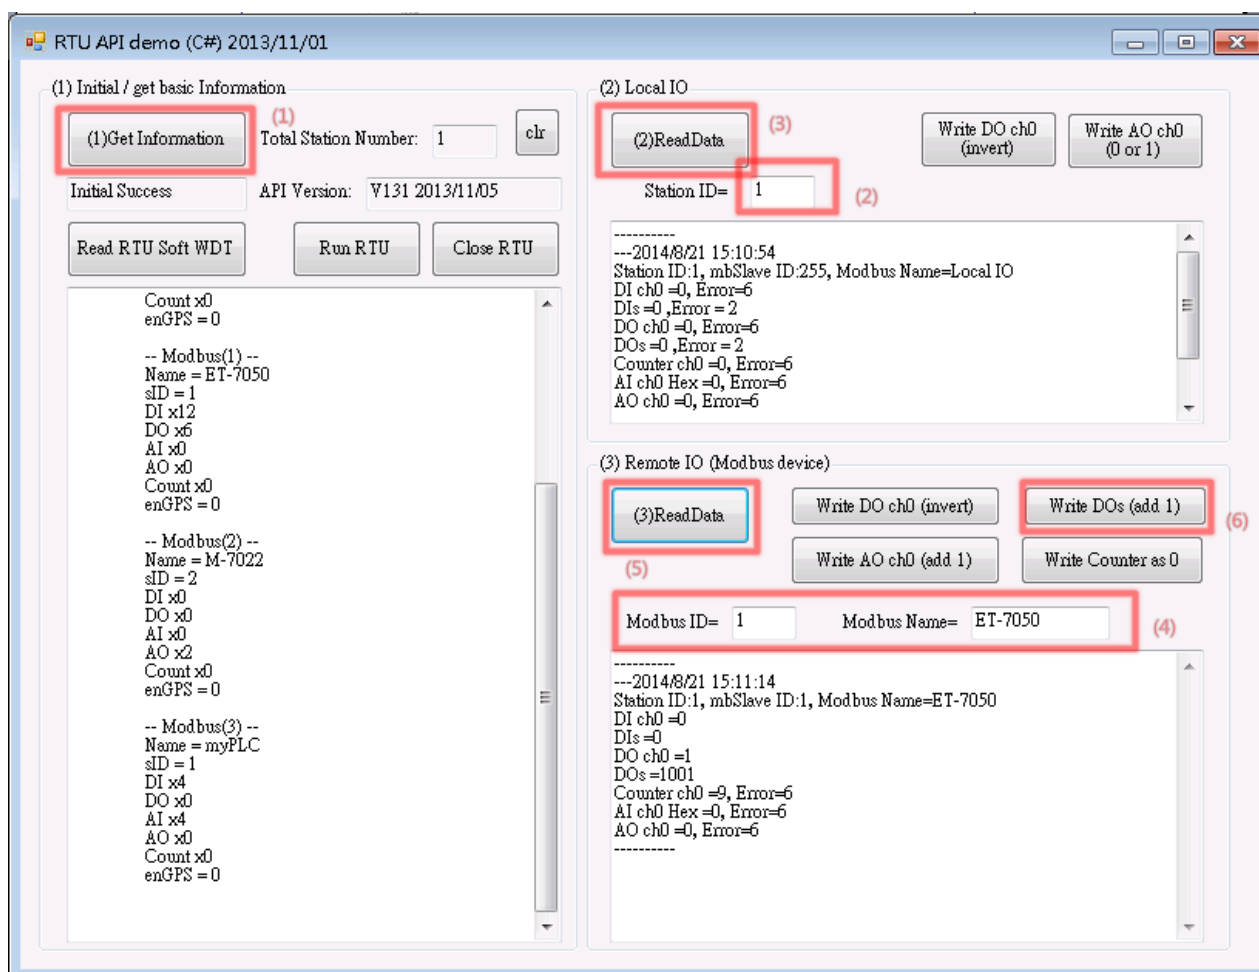 RTU API demo (C#) 2013/11/01
(1) Initial / get basic Information
(1)Get Information
(1)
Total Station Number: 1
clr
Initial Success
API Version: V131 2013/11/05
Read RTU Soft WDT
Run RTU
Close RTU
Count x0
enGPS = 0
-- Modbus(1) --
Name = ET-7050
sID = 1
DI x12
DO x6
AI x0
AO x0
Count x0
enGPS = 0
-- Modbus(2) --
Name = M-7022
sID = 2
DI x0
DO x0
AI x0
AO x2
Count x0
enGPS = 0
-- Modbus(3) --
Name = myPLC
sID = 1
DI x4
DO x0
AI x4
AO x0
Count x0
enGPS = 0
(2) Local IO
(2)ReadData
(3)
Write DO ch0
(invert)
Write AO ch0
(0 or 1)
Station ID= 1
(2)
----------
---2014/8/21 15:10:54
Station ID:1, mbSlave ID:255, Modbus Name=Local IO
DI ch0 =0, Error=6
DIs =0 ,Error = 2
DO ch0 =0, Error=6
DOs =0 ,Error = 2
Counter ch0 =0, Error=6
AI ch0 Hex =0, Error=6
AO ch0 =0, Error=6
(3) Remote IO (Modbus device)
(3)ReadData
Write DO ch0 (invert)
Write DOs (add 1)
(6)
(5)
Write AO ch0 (add 1)
Write Counter as 0
Modbus ID= 1
Modbus Name= ET-7050
(4)
----------
---2014/8/21 15:11:14
Station ID:1, mbSlave ID:1, Modbus Name=ET-7050
DI ch0 =0
DIs =0
DO ch0 =1
DOs =1001
Counter ch0 =9, Error=6
AI ch0 Hex =0, Error=6
AO ch0 =0, Error=6
----------